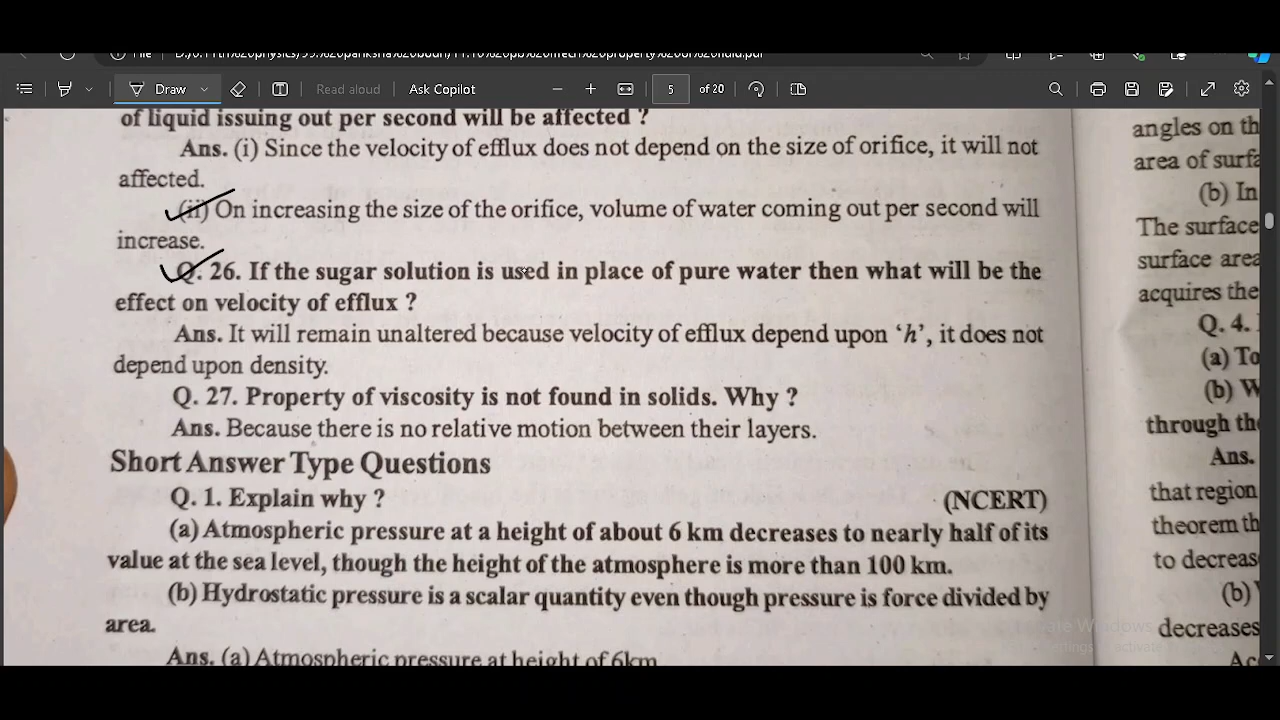 File
Draw
Read aloud
Ask Copilot
5
of 20
of liquid issuing out per second will be affected ?
Ans. (i) Since the velocity of efflux does not depend on the size of orifice, it will not
affected.
(ii) On increasing the size of the orifice, volume of water coming out per second will
increase.
Q. 26. If the sugar solution is used in place of pure water then what will be the
effect on velocity of efflux ?
Ans. It will remain unaltered because velocity of efflux depend upon ‘h’, it does not
depend upon density.
Q. 27. Property of viscosity is not found in solids. Why ?
Ans. Because there is no relative motion between their layers.
Short Answer Type Questions
Q. 1. Explain why ? (NCERT)
(a) Atmospheric pressure at a height of about 6 km decreases to nearly half of its
value at the sea level, though the height of the atmosphere is more than 100 km.
(b) Hydrostatic pressure is a scalar quantity even though pressure is force divided by
area.
Ans. (a) Atmospheric pressure at height of 6km
angles on th
area of surfa
(b) In
The surface
surface area
acquires the
Q. 4.
(a) To
(b) W
through the
Ans.
that region
theorem th
to decreas
(b)
decreases
Ac